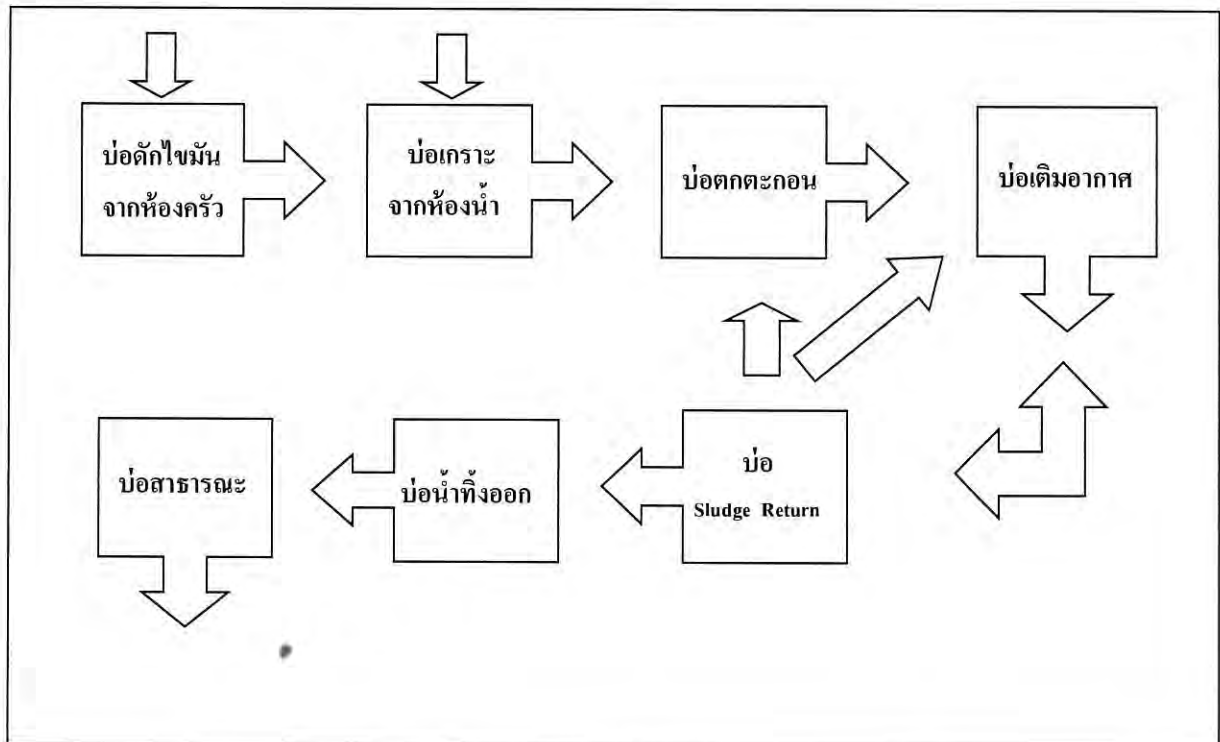 บ่อดักไขมัน
จากห้องครัว
บ่อเกราะ
จากห้องน้ำ
บ่อตกตะกอน
บ่อเติมอากาศ
บ่อสาธารณะ
บ่อน้ำทิ้งออก
บ่อ
Sludge Return